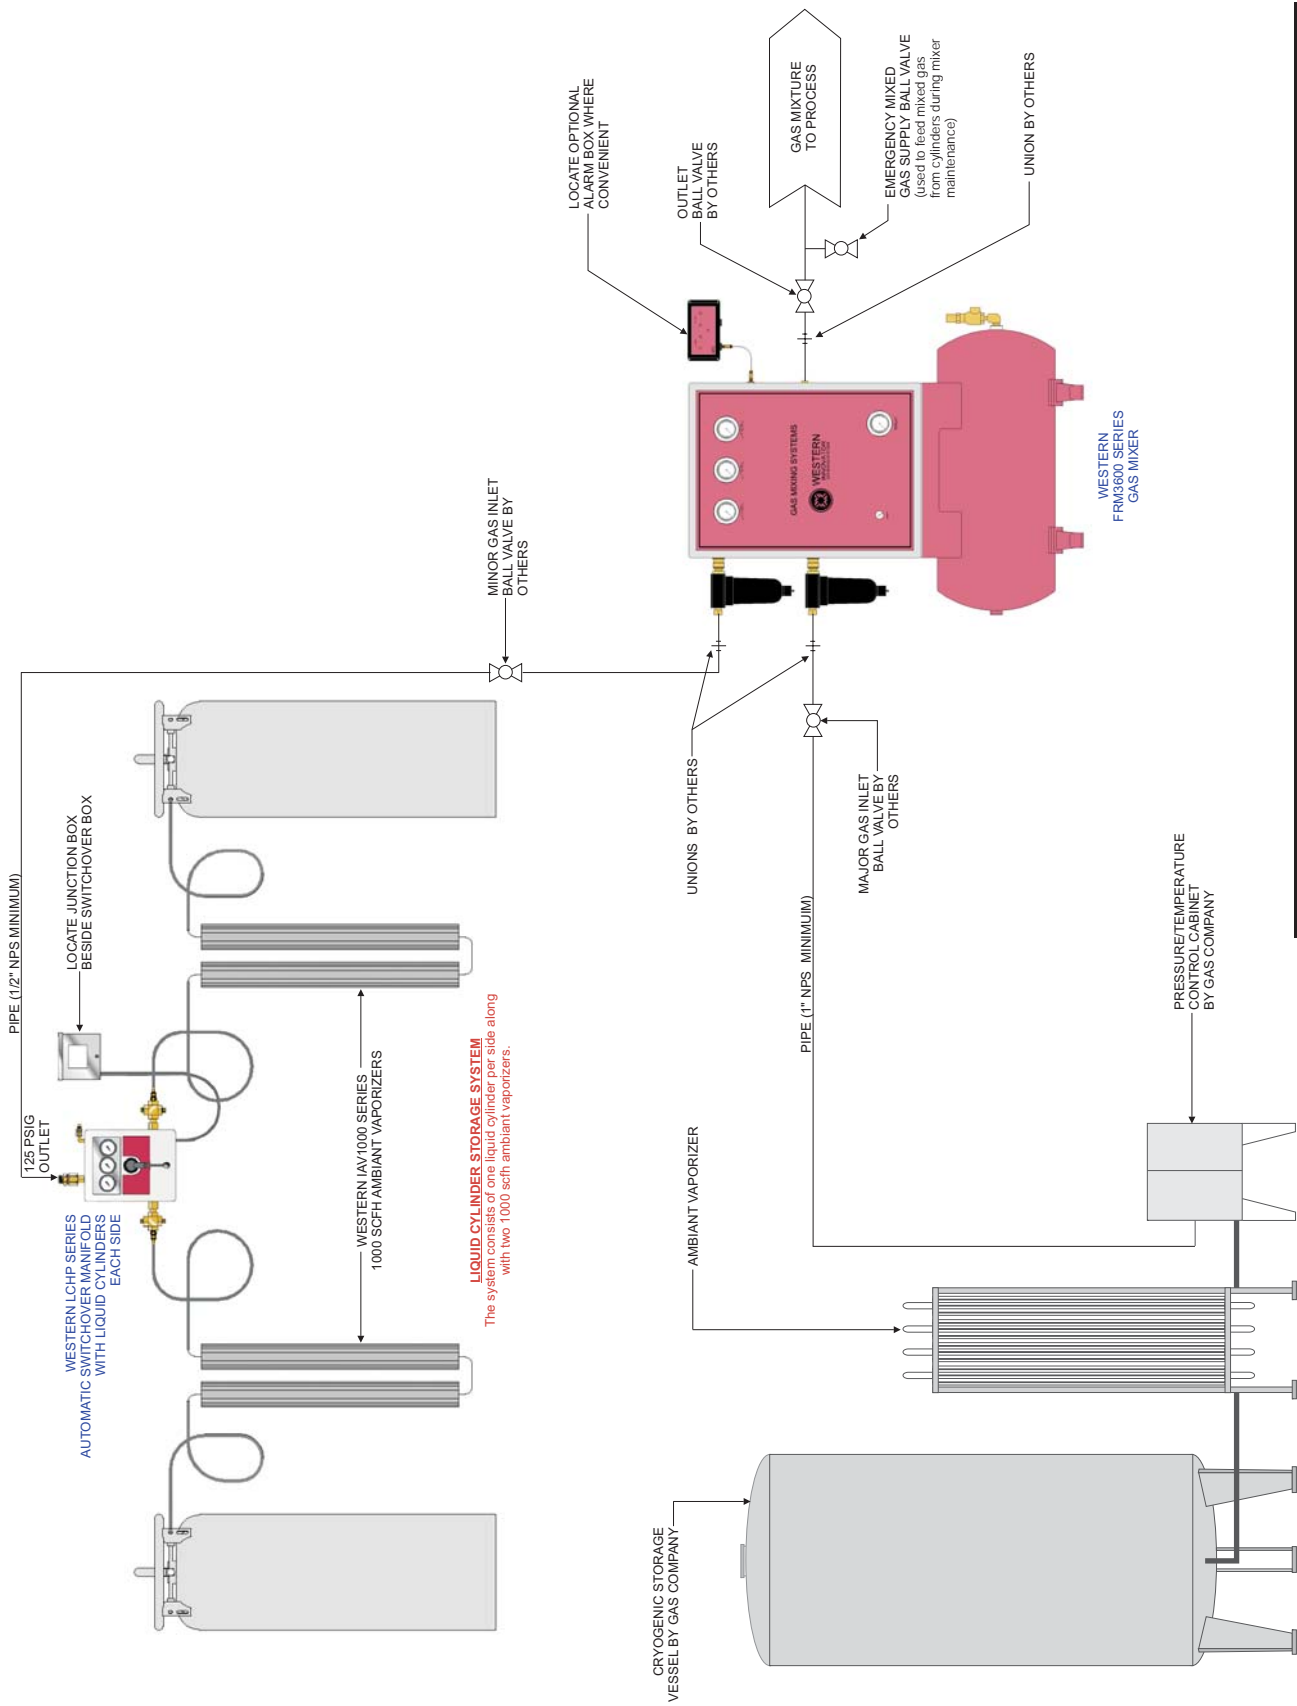 PIPE (1/2" NPS MINIMUM)
125 PSIG
OUTLET
LOCATE JUNCTION BOX
BESIDE SWITCHOVER BOX
WESTERN LCHP SERIES
AUTOMATIC SWITCHOVER MANIFOLD
WITH LIQUID CYLINDERS
EACH SIDE
WESTERN IAV1000 SERIES
1000 SCFH AMBIANT VAPORIZERS
LIQUID CYLINDER STORAGE SYSTEM
The system consists of one liquid cylinder per side along
with two 1000 scfh ambiant vaporizers.
MINOR GAS INLET
BALL VALVE BY
OTHERS
LOCATE OPTIONAL
ALARM BOX WHERE
CONVENIENT
OUTLET
BALL VALVE
BY OTHERS
GAS MIXTURE
TO PROCESS
EMERGENCY MIXED
GAS SUPPLY BALL VALVE
(used to feed mixed gas
from cylinders during mixer
maintenance)
UNION BY OTHERS
GAS MIXING SYSTEMS
WESTERN
INNOVATOR
WESTERN
FRM3600 SERIES
GAS MIXER
UNIONS BY OTHERS
MAJOR GAS INLET
BALL VALVE BY
OTHERS
PIPE (1" NPS MINIMUIM)
CRYOGENIC STORAGE
VESSEL BY GAS COMPANY
AMBIANT VAPORIZER
PRESSURE/TEMPERATURE
CONTROL CABINET
BY GAS COMPANY